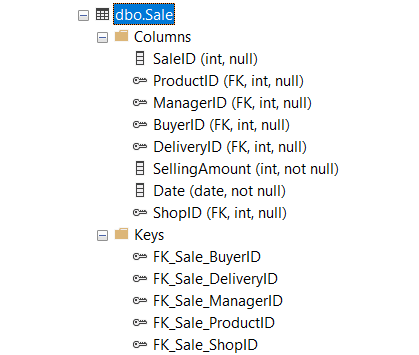 dbo.Sale
Columns
SaleID (int, null)
ProductID (FK, int, null)
ManagerID (FK, int, null)
BuyerID (FK, int, null)
DeliveryID (FK, int, null)
SellingAmount (int, not null)
Date (date, not null)
ShopID (FK, int, null)
Keys
FK_Sale_BuyerID
FK_Sale_DeliveryID
FK_Sale_ManagerID
FK_Sale_ProductID
FK_Sale_ShopID